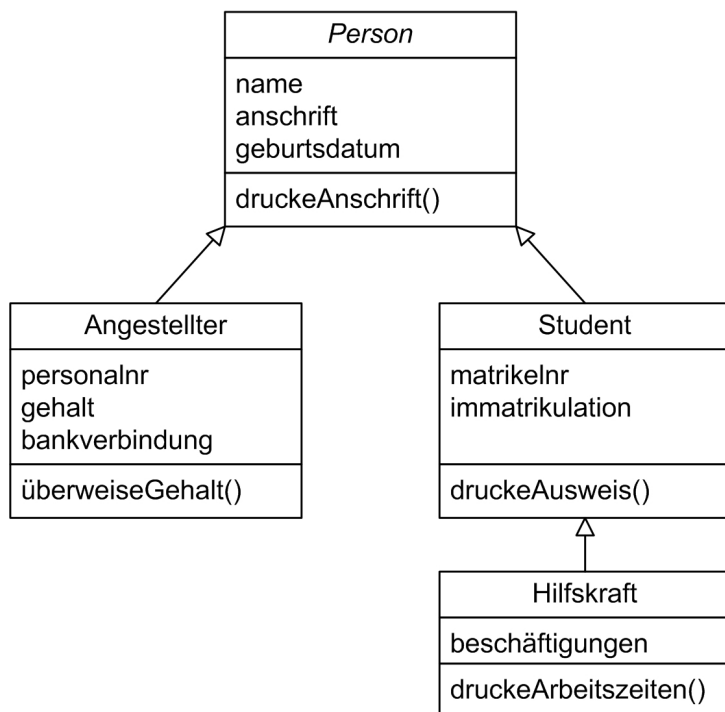 Person
name
anschrift
geburtsdatum
druckeAnschrift()
Angestellter
personalnr
gehalt
bankverbindung
überweiseGehalt()
Student
matrikelnr
immatrikulation
druckeAusweis()
Hilfskraft
beschäftigungen
druckeArbeitszeiten()